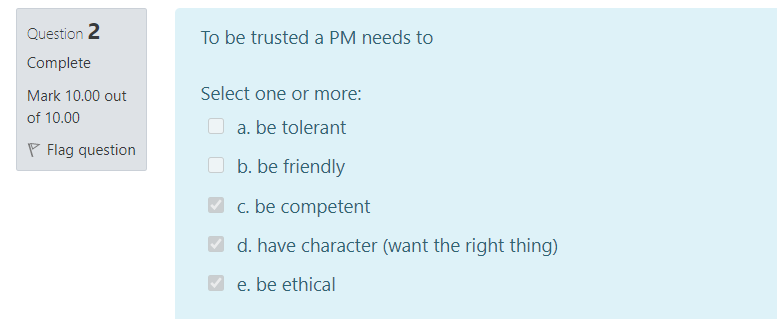 Question 2
Complete
Mark 10.00 out
of 10.00
Flag question
To be trusted a PM needs to
Select one or more:
a. be tolerant
b. be friendly
c. be competent
d. have character (want the right thing)
e. be ethical